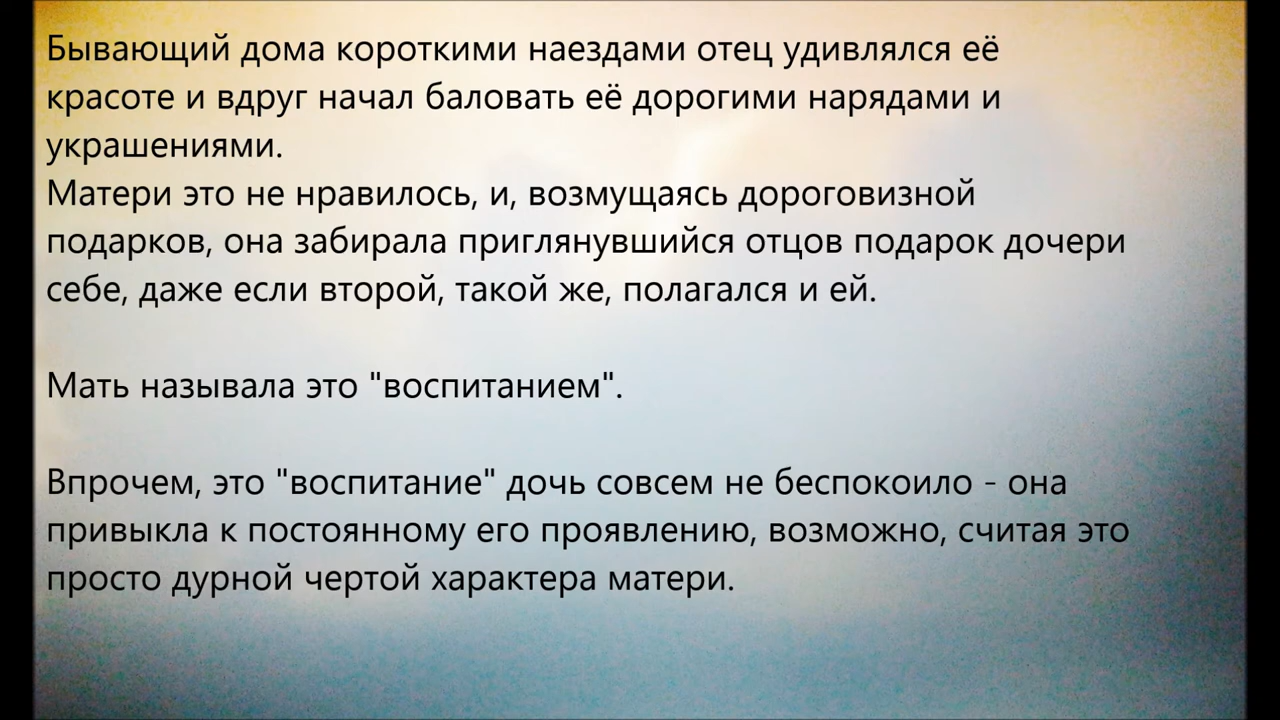 Бывающий дома короткими наездами отец удивлялся её
красоте и вдруг начал баловать её дорогими нарядами и
украшениями.
Матери это не нравилось, и, возмущаясь дороговизной
подарков, она забирала приглянувшийся отцов подарок дочери
себе, даже если второй, такой же, полагался и ей.
Мать называла это "воспитанием".
Впрочем, это "воспитание" дочь совсем не беспокоило - она
привыкла к постоянному его проявлению, возможно, считая это
просто дурной чертой характера матери.